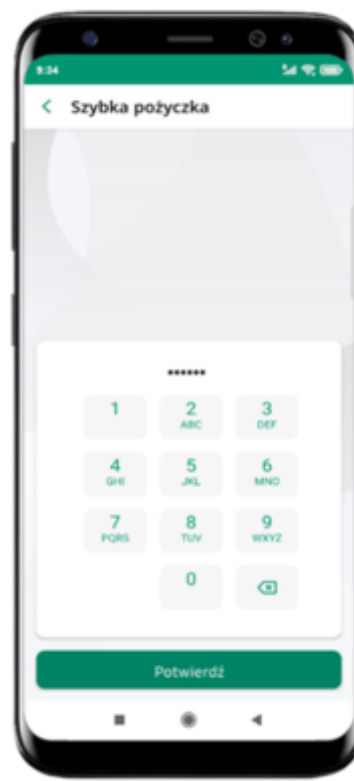 9:34
Szybka pożyczka
••••••
1
2
3
ABC
DEF
4
5
6
GHI
JKL
MNO
7
8
9
PQRS
TUV
WXYZ
0
Potwierdź